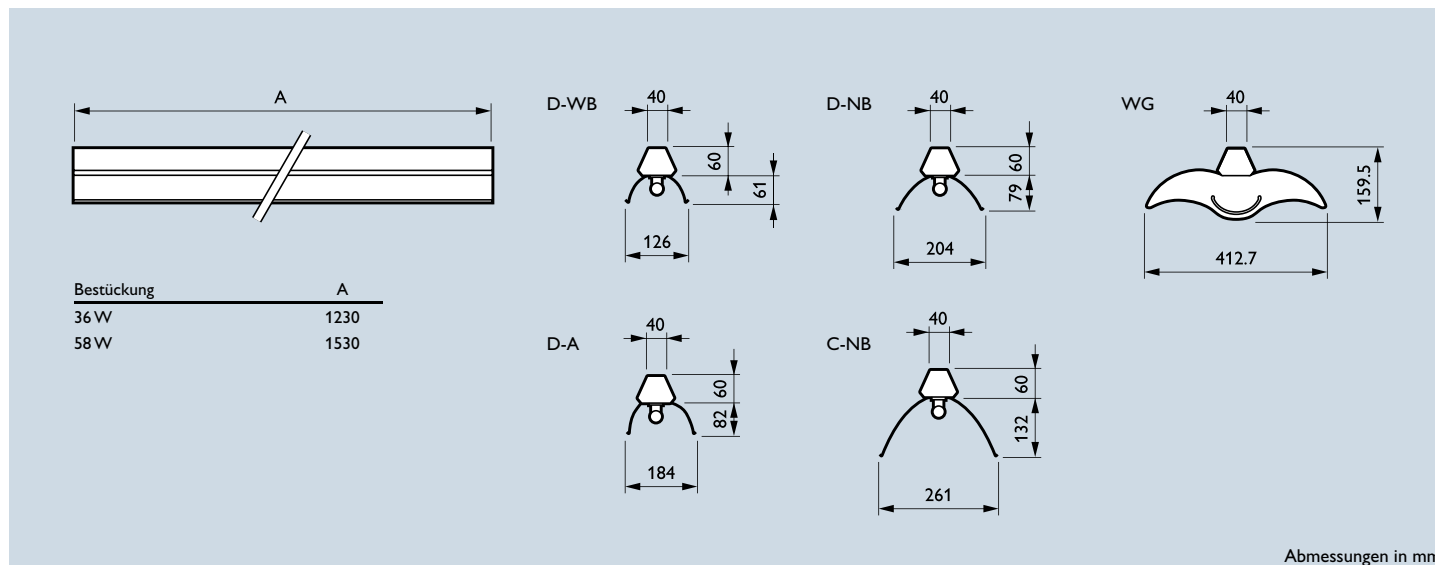 A
D-WB
40
60
61
126
D-NB
40
60
79
204
WG
40
159.5
412.7
Bestückung A
36 W 1230
58 W 1530
D-A
40
60
82
184
C-NB
40
60
132
261
Abmessungen in mm